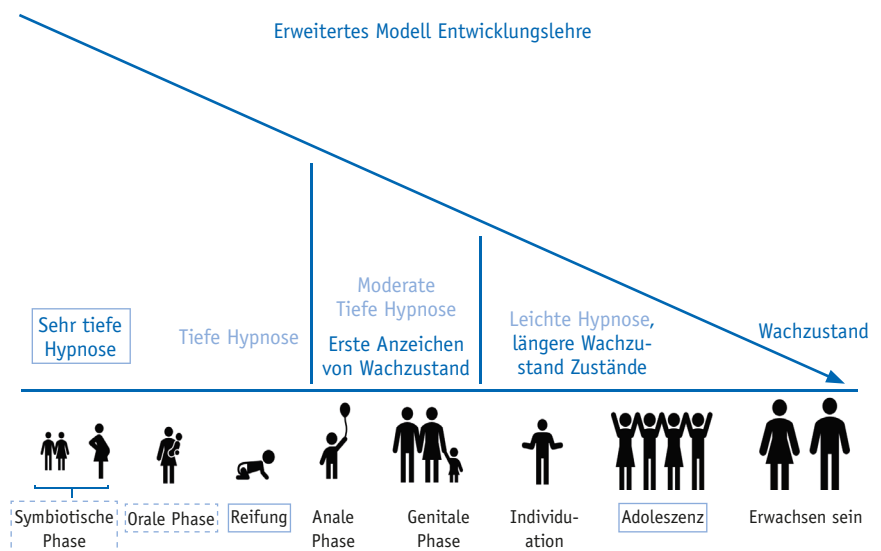 Erweitertes Modell Entwicklungslehre
Sehr tiefe
Hypnose
Tiefe Hypnose
Moderate
Tiefe Hypnose
Erste Anzeichen
von Wachzustand
Leichte Hypnose,
längere Wachzu-
stand Zustände
Wachzustand
Symbiotische
Phase
Orale Phase
Reifung
Anale
Phase
Genitale
Phase
Individu-
ation
Adoleszenz
Erwachsen sein